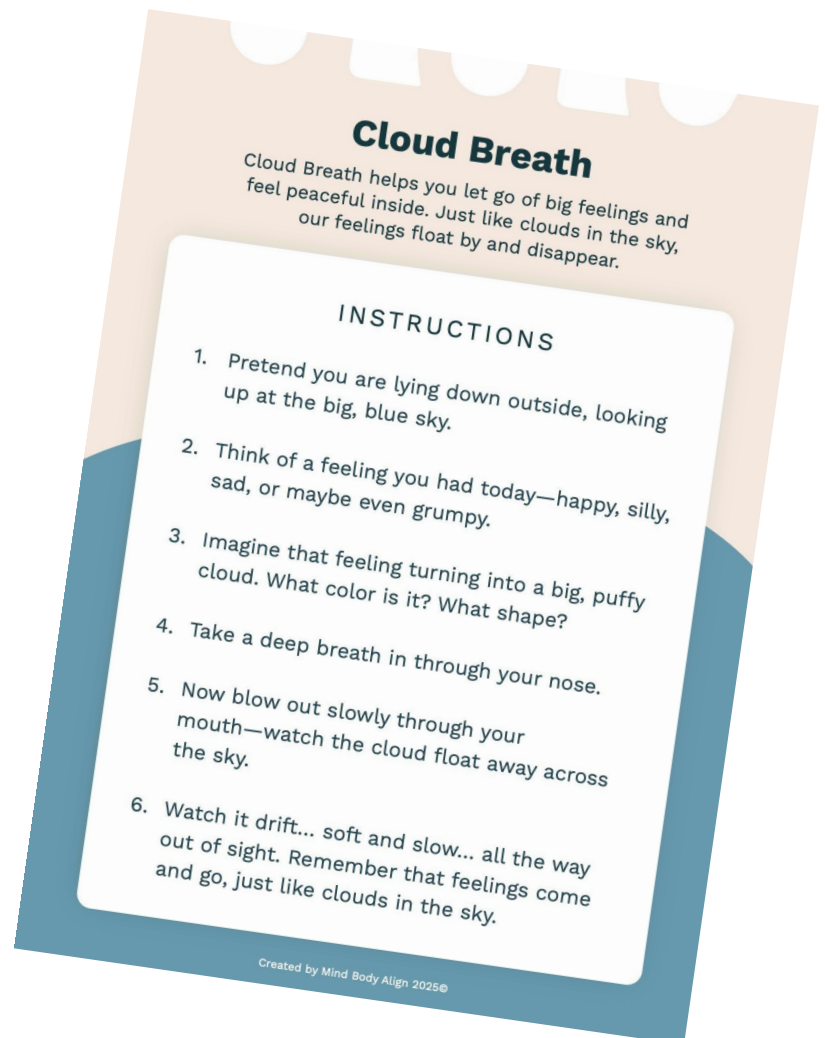 Cloud Breath
Cloud Breath helps you let go of big feelings and
feel peaceful inside. Just like clouds in the sky,
our feelings float by and disappear.
INSTRUCTIONS
1. Pretend you are lying down outside, looking
up at the big, blue sky.
2. Think of a feeling you had today—happy, silly,
sad, or maybe even grumpy.
3. Imagine that feeling turning into a big, puffy
cloud. What color is it? What shape?
4. Take a deep breath in through your nose.
5. Now blow out slowly through your
mouth—watch the cloud float away across
the sky.
6. Watch it drift... soft and slow... all the way
out of sight. Remember that feelings come
and go, just like clouds in the sky.
Created by Mind Body Align 2025©